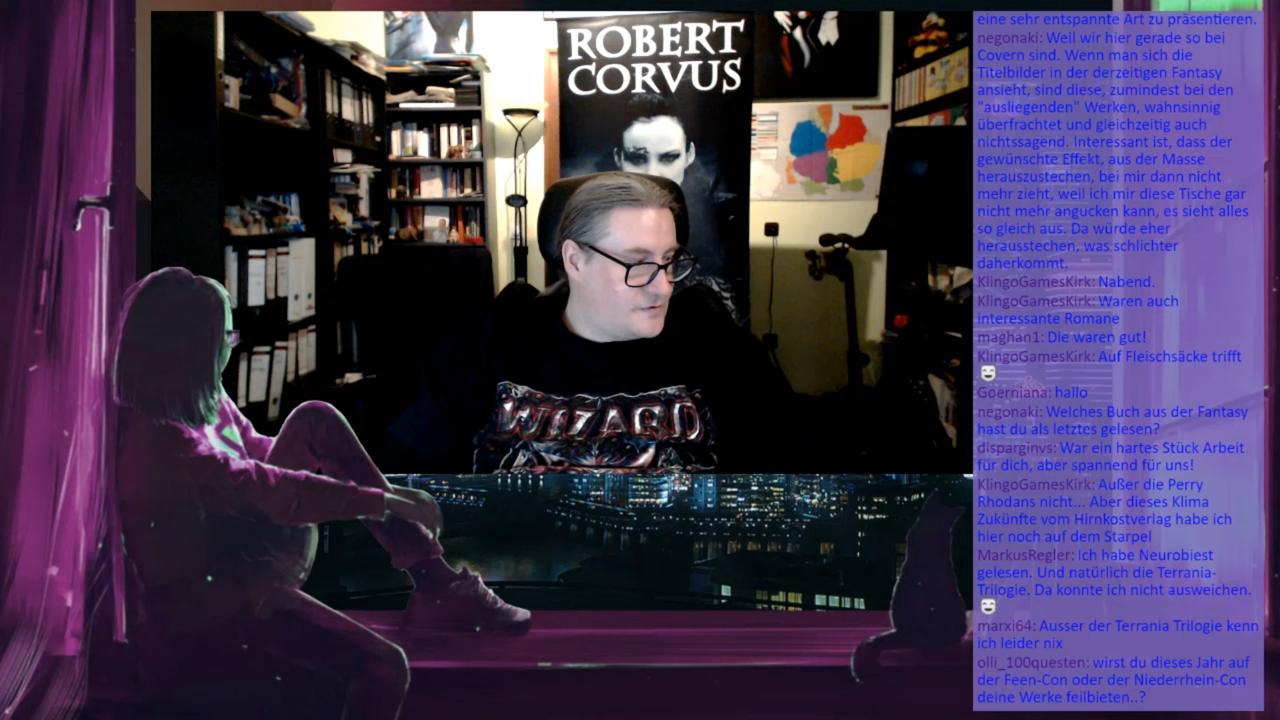 ROBERT
CORVUS
WIZARD
eine sehr entspannte Art zu präsentieren.
negonaki: Weil wir hier gerade so bei
Covern sind. Wenn man sich die
Titelbilder in der derzeitigen Fantasy
ansieht, sind diese, zumindest bei den
"ausliegenden" Werken, wahnsinnig
überfrachtet und gleichzeitig auch
nichtssagend. Interessant ist, dass der
gewünschte Effekt, aus der Masse
herauszustechen, bei mir dann nicht
mehr zieht, weil ich mir diese Tische gar
nicht mehr angucken kann, es sieht alles
so gleich aus. Da würde eher
herausstechen, was schlichter
daherkommt.
KlingoGamesKirk: Nabend.
KlingoGamesKirk: Waren auch
interessante Romane
maghan1: Die waren gut!
KlingoGamesKirk: Auf Fleischsäcke trifft
Goerniana: hallo
negonaki: Welches Buch aus der Fantasy
hast du als letztes gelesen?
disparginvs: War ein hartes Stück Arbeit
für dich, aber spannend für uns!
KlingoGamesKirk: Außer die Perry
Rhodans nicht... Aber dieses Klima
Zukünfte vom Hirnkostverlag habe ich
hier noch auf dem Starpel
MarkusRegler: Ich habe Neurobiest
gelesen. Und natürlich die Terrania-
Trilogie. Da konnte ich nicht ausweichen.
marxi64: Ausser der Terrania Trilogie kenn
ich leider nix
olli_100questen: wirst du dieses Jahr auf
der Feen-Con oder der Niederrhein-Con
deine Werke feilbieten..?